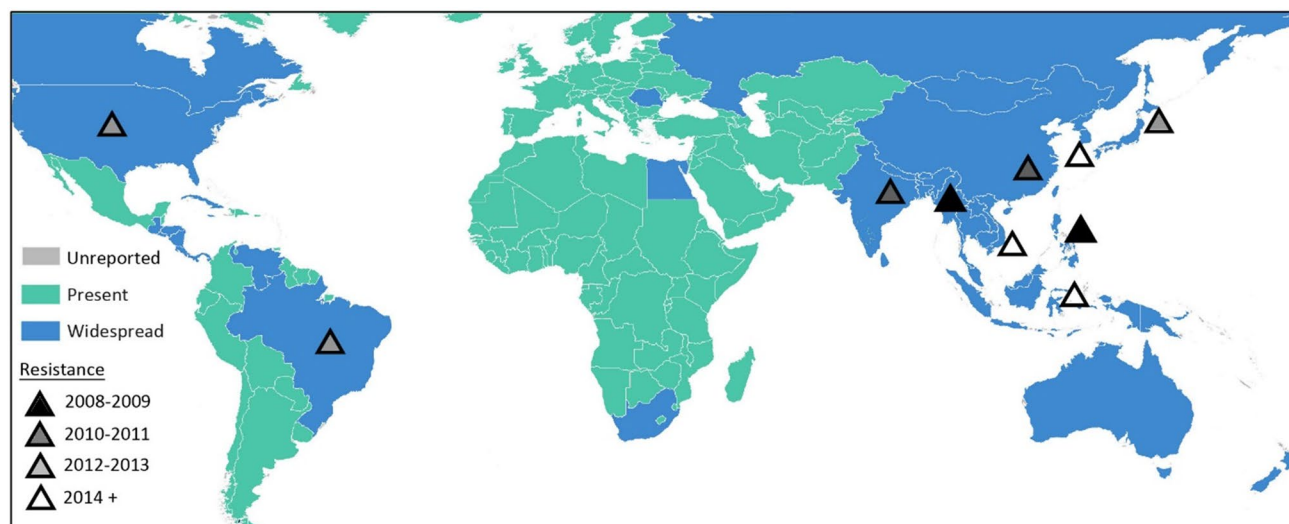 Unreported
Present
Widespread
Resistance
2008-2009
2010-2011
2012-2013
2014 +